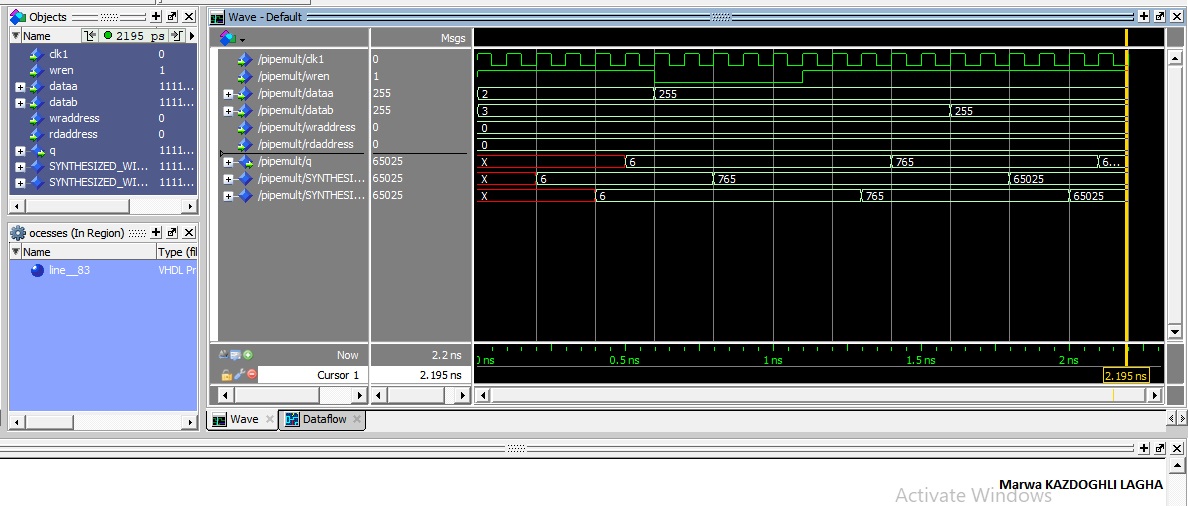 Objects
Wave - Default
Name
2195 ps
Msgs
clk1 0
wren 1
dataa 1111...
datab 1111...
wraddress 0
rdaddress 0
q 1111...
SYNTHESIZED_WI... 1111...
SYNTHESIZED_WI... 1111...
/pipemult/clk1 0
/pipemult/wren 1
/pipemult/dataa 255 2 255
/pipemult/datab 255 3 255
/pipemult/wraddress 0 0
/pipemult/rdaddress 0 0
/pipemult/q 65025 X 6 765 6...
/pipemult/SYNTHESI... 65025 X 6 765 65025
/pipemult/SYNTHESI... 65025 X 6 765 65025
ocesses (In Region)
Name Type (fil
line__83 VHDL Pr
Now 2.2 ns ns 0.5 ns 1 ns 1.5 ns 2 ns
Cursor 1 2.195 ns 2.195 ns
Wave Dataflow
Marwa KAZDOGHLI LAGHA
Activate Windows